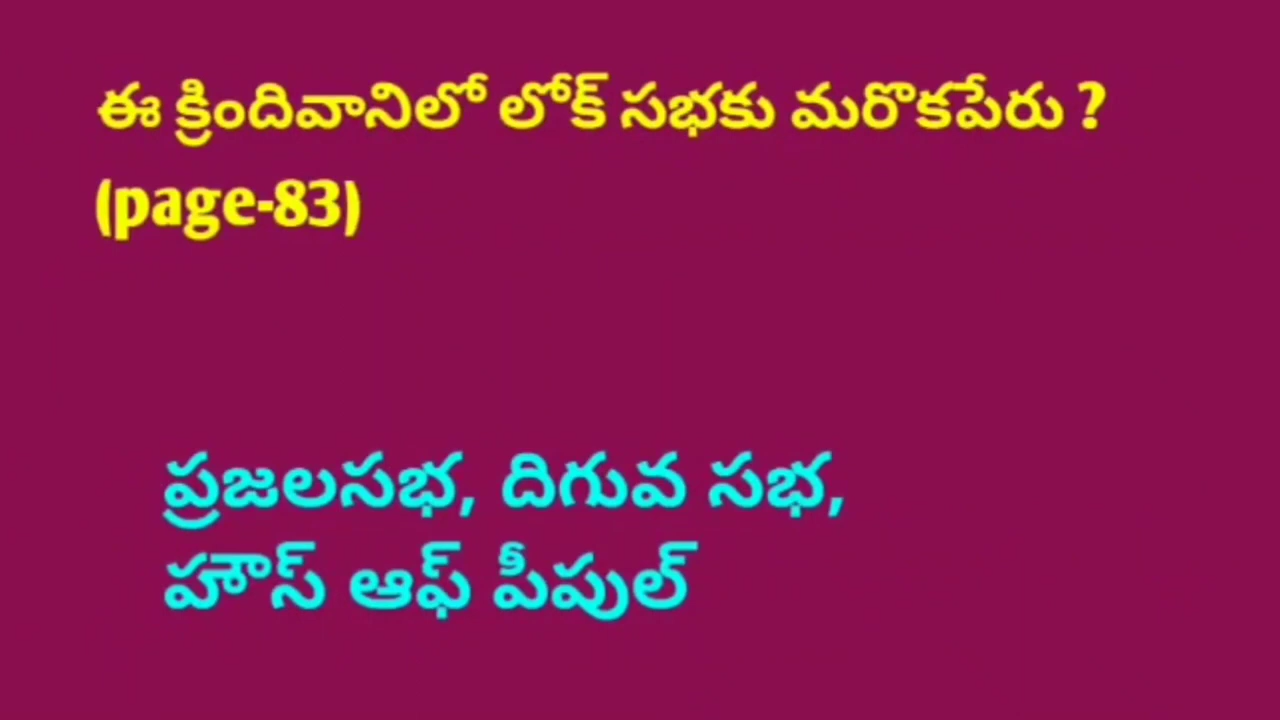 ఈ క్రిందివానిలో లోక్ సభకు మరొకపేరు ?
(page-83)
ప్రజలసభ, దిగువ సభ,
హౌస్ ఆఫ్ పీపుల్